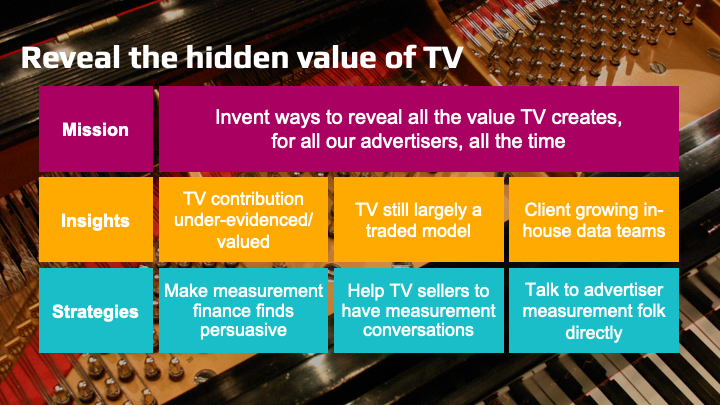 Reveal the hidden value of TV
Mission
Invent ways to reveal all the value TV creates,
for all our advertisers, all the time
Insights
TV contribution
under-evidenced/
valued
TV still largely a
traded model
Client growing in-
house data teams
Strategies
Make measurement
finance finds
persuasive
Help TV sellers to
have measurement
conversations
Talk to advertiser
measurement folk
directly